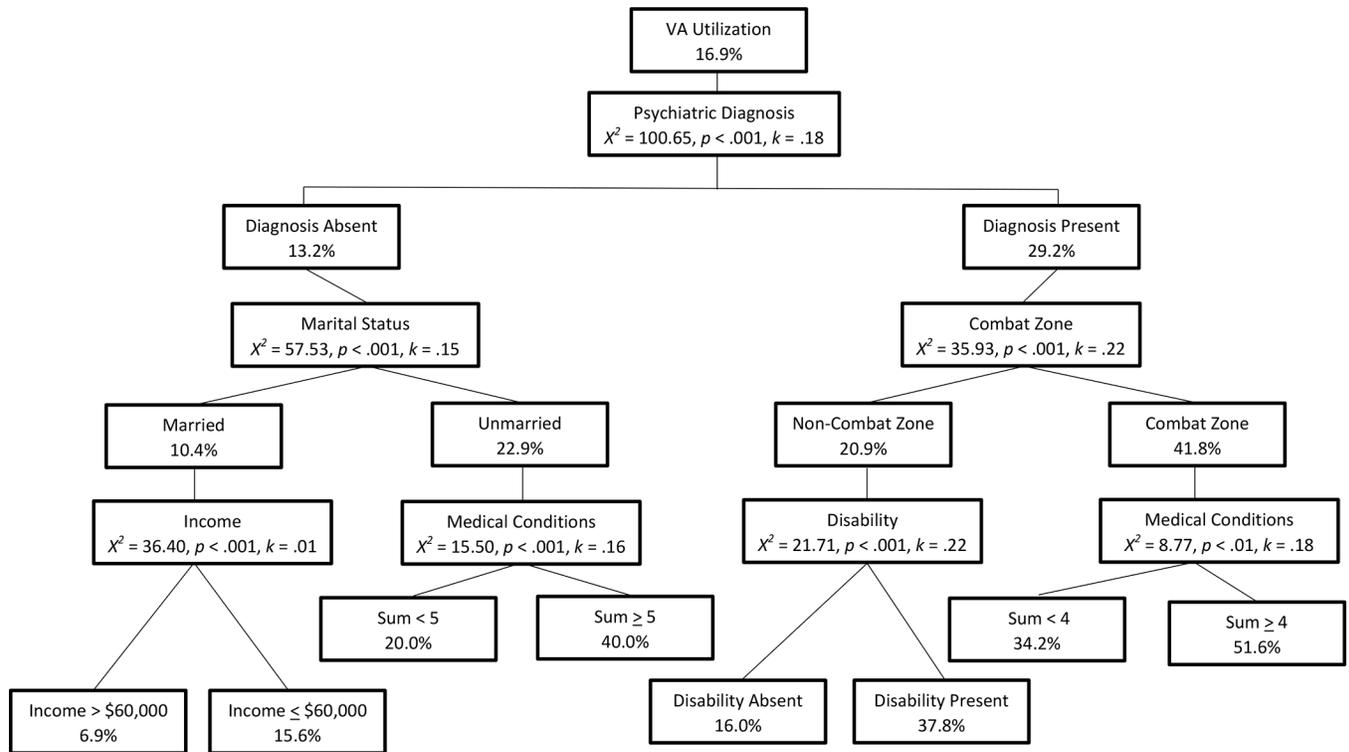 VA Utilization
16.9%
Psychiatric Diagnosis
X² = 100.65, p < .001, k = .18
Diagnosis Absent
13.2%
Diagnosis Present
29.2%
Marital Status
X² = 57.53, p < .001, k = .15
Combat Zone
X² = 35.93, p < .001, k = .22
Married
10.4%
Unmarried
22.9%
Non-Combat Zone
20.9%
Combat Zone
41.8%
Income
X² = 36.40, p < .001, k = .01
Medical Conditions
X² = 15.50, p < .001, k = .16
Disability
X² = 21.71, p < .001, k = .22
Medical Conditions
X² = 8.77, p < .01, k = .18
Sum < 5
20.0%
Sum ≥ 5
40.0%
Sum < 4
34.2%
Sum ≥ 4
51.6%
Income > $60,000
6.9%
Income ≤ $60,000
15.6%
Disability Absent
16.0%
Disability Present
37.8%